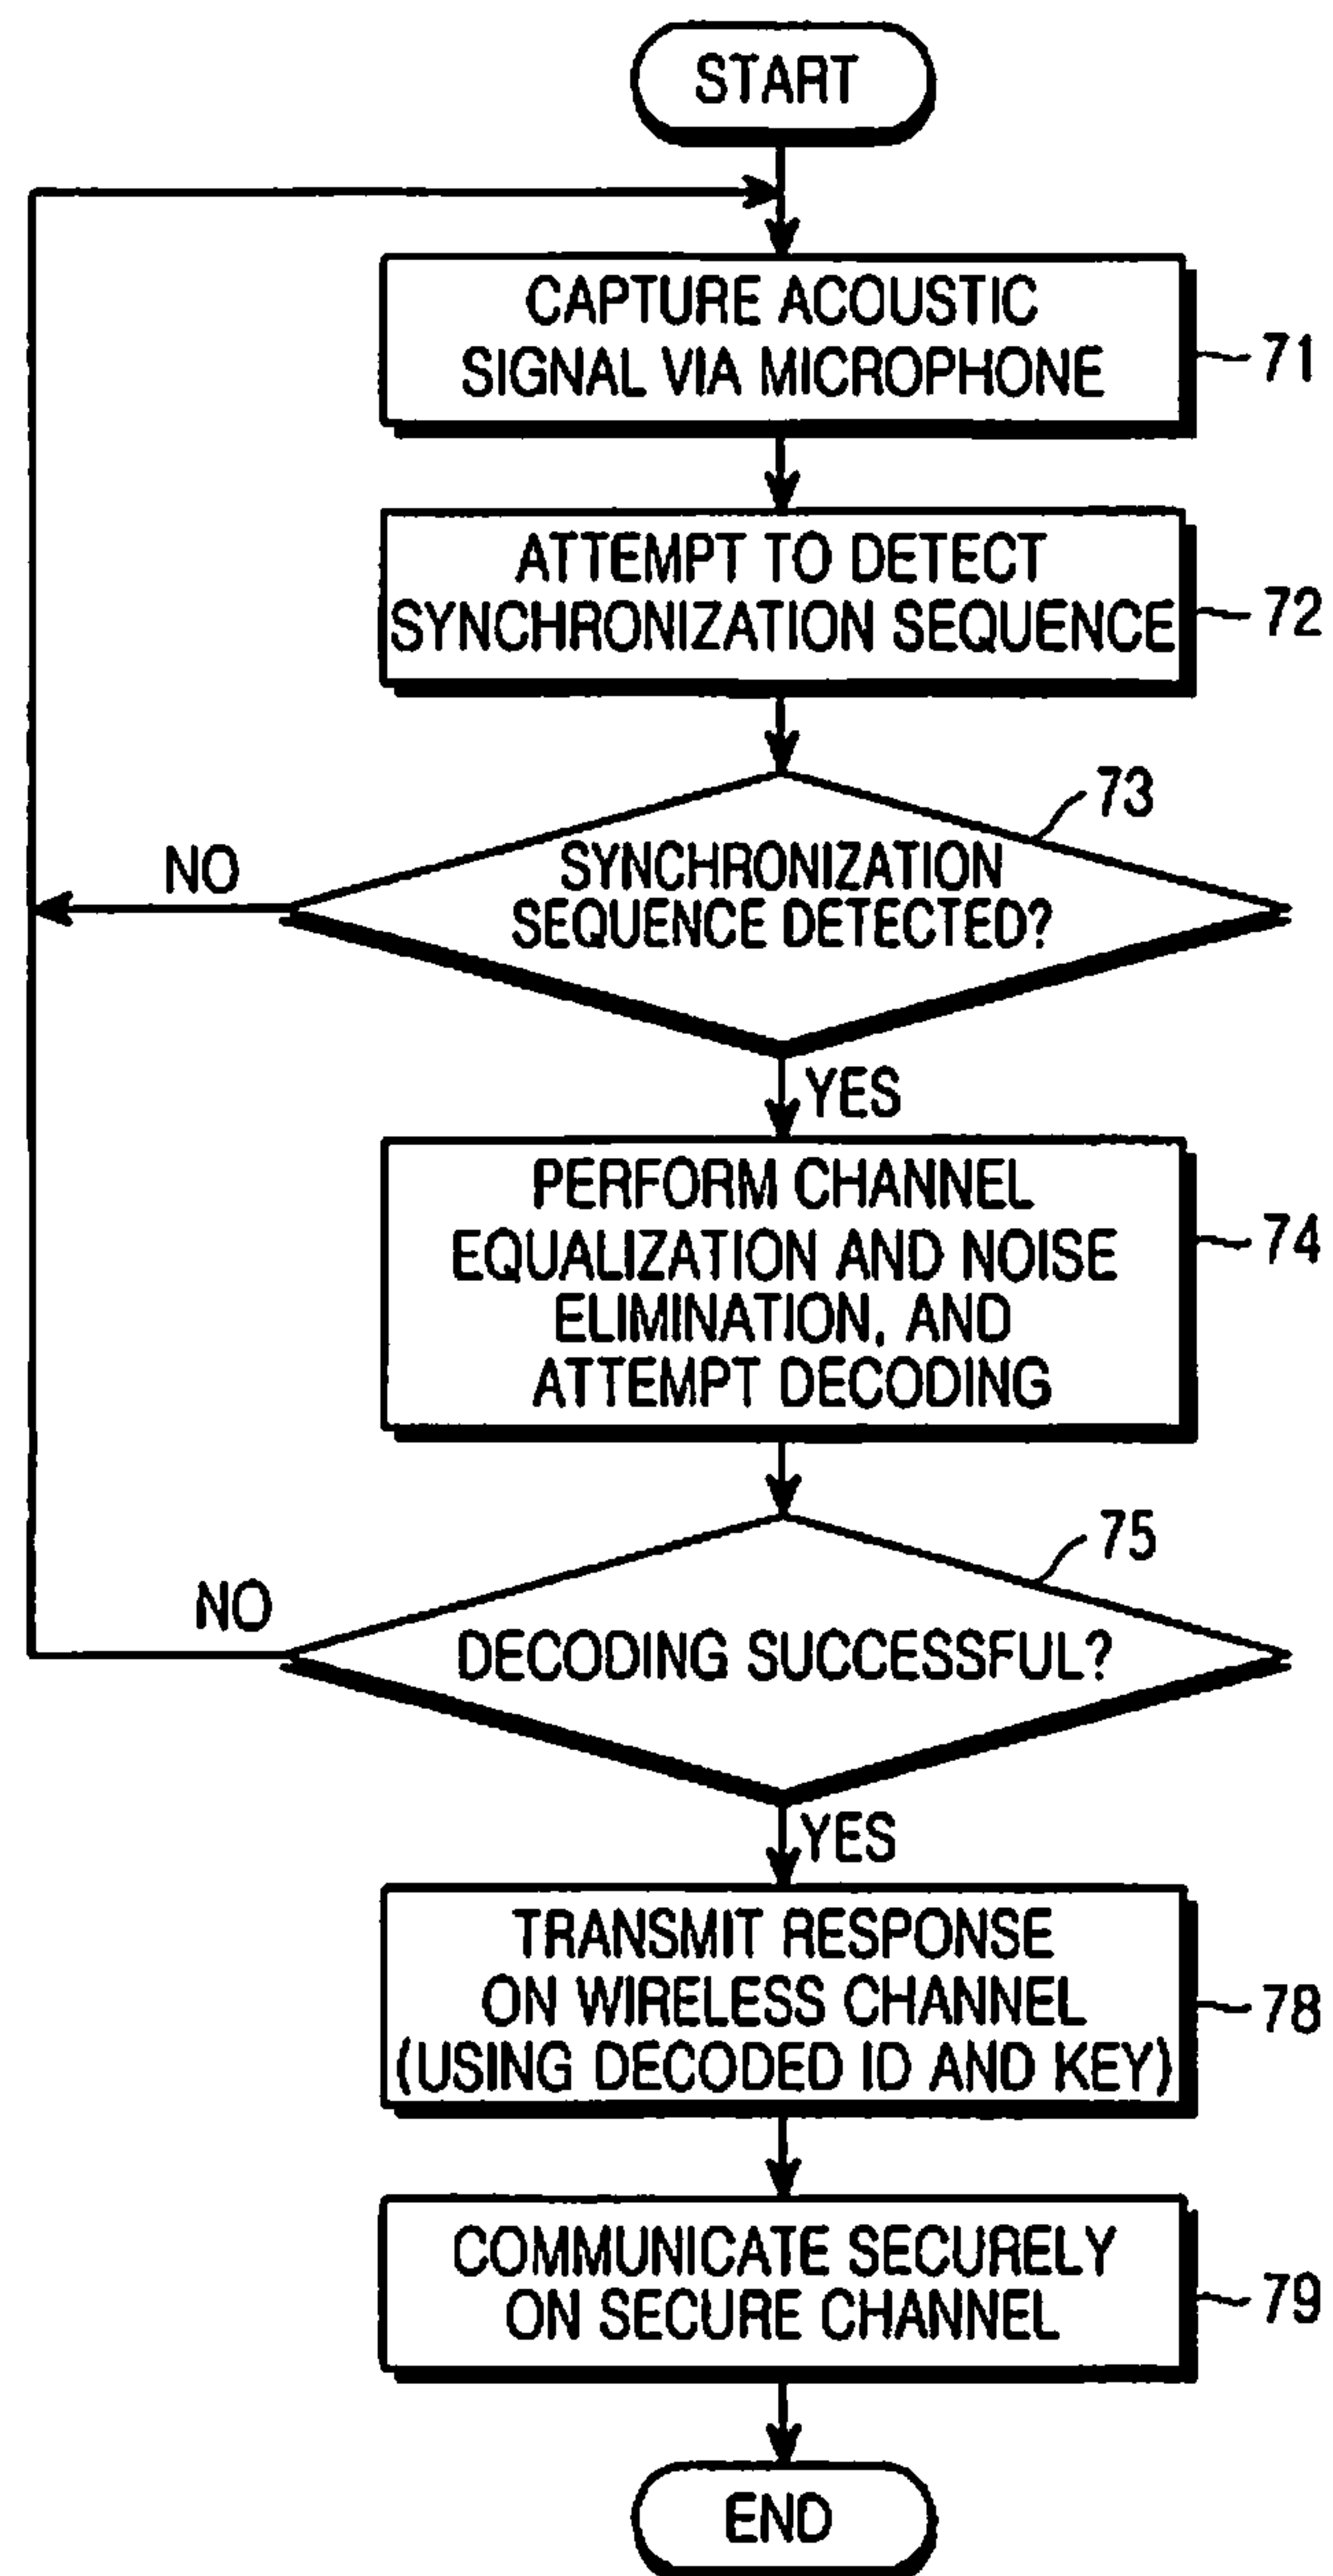 START
CAPTURE ACOUSTIC
SIGNAL VIA MICROPHONE
71
ATTEMPT TO DETECT
SYNCHRONIZATION SEQUENCE
72
73
SYNCHRONIZATION
SEQUENCE DETECTED?
NO
YES
PERFORM CHANNEL
EQUALIZATION AND NOISE
ELIMINATION, AND
ATTEMPT DECODING
74
75
DECODING SUCCESSFUL?
NO
YES
TRANSMIT RESPONSE
ON WIRELESS CHANNEL
(USING DECODED ID AND KEY)
78
COMMUNICATE SECURELY
ON SECURE CHANNEL
79
END